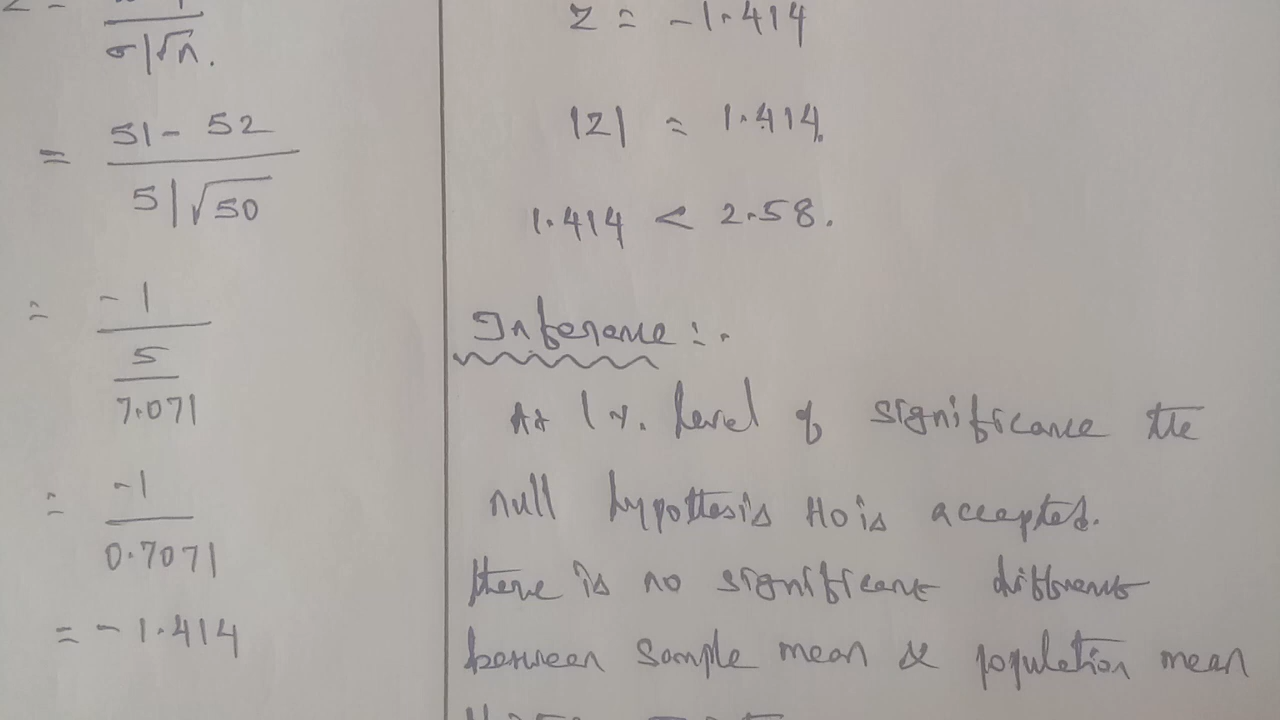 σ/√n.
= 51 - 52
5/√50
= -1
5
7.071
= -1
0.7071
= -1.414
z = -1.414
|z| = 1.414.
1.414 < 2.58.
Inference :-
At 1%. level of significance the
null hypothesis Ho is accepted.
there is no significant different
between sample mean & population mean